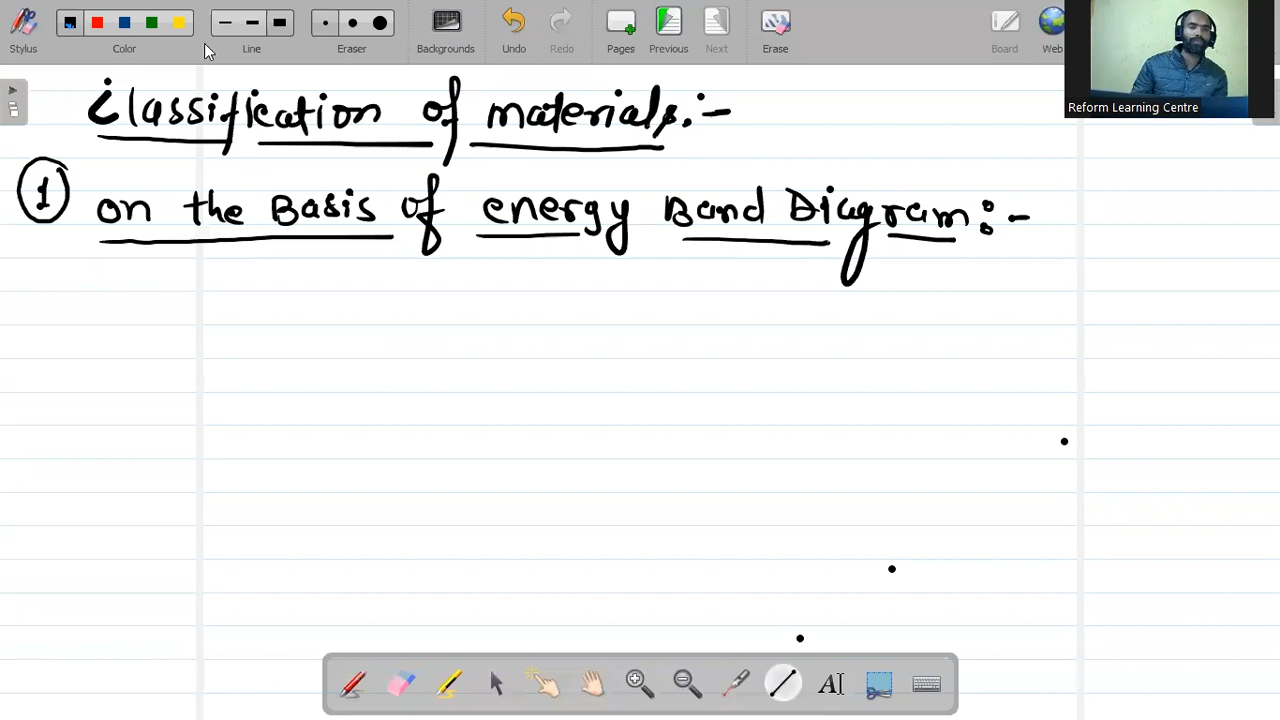 Stylus Color Line Eraser Backgrounds Undo Redo Pages Previous Next Erase Board Web
Reform Learning Centre
Classification of materials:-
1 on the Basis of energy Band Diagram:-